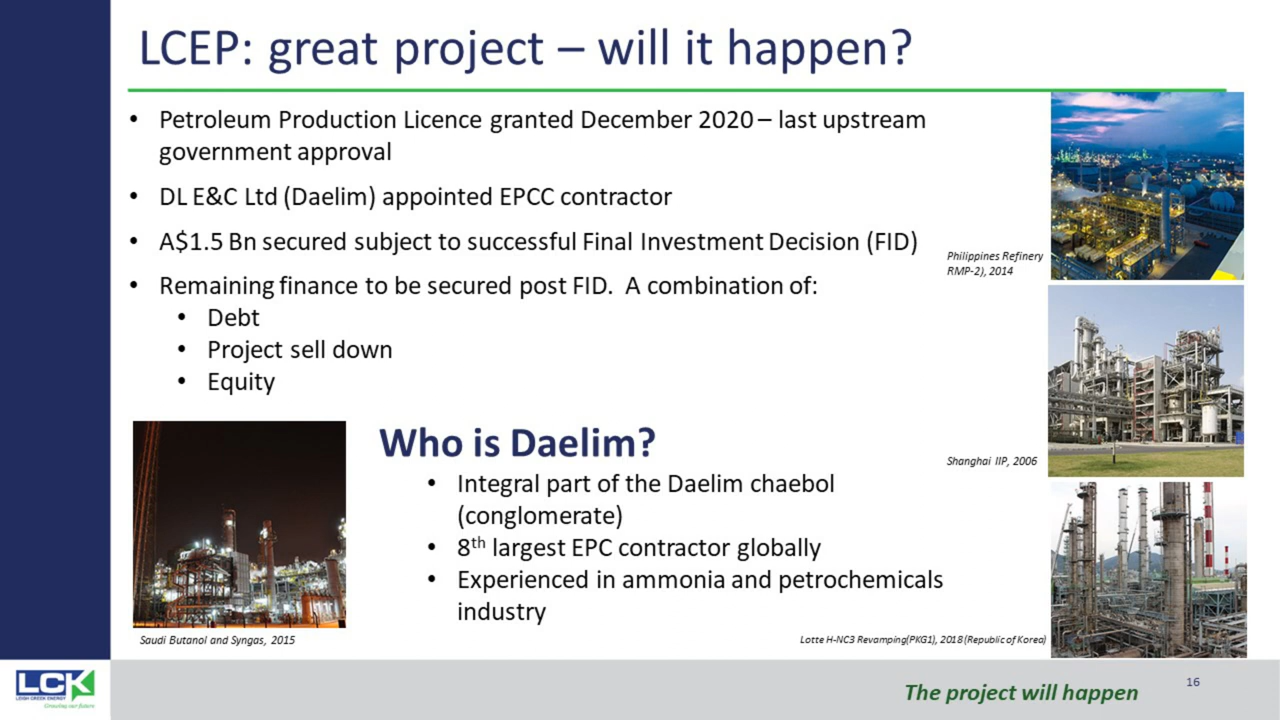 LCEP: great project – will it happen?
• Petroleum Production Licence granted December 2020 – last upstream
government approval
• DL E&C Ltd (Daelim) appointed EPCC contractor
• A$1.5 Bn secured subject to successful Final Investment Decision (FID)
• Remaining finance to be secured post FID. A combination of:
• Debt
• Project sell down
• Equity
Philippines Refinery
RMP-2), 2014
Shanghai IIP, 2006
Who is Daelim?
• Integral part of the Daelim chaebol
(conglomerate)
• 8th largest EPC contractor globally
• Experienced in ammonia and petrochemicals
industry
Saudi Butanol and Syngas, 2015
Lotte H-NC3 Revamping(PKG1), 2018 (Republic of Korea)
LCK
LEIGH CREEK ENERGY
Growing our future
The project will happen
16